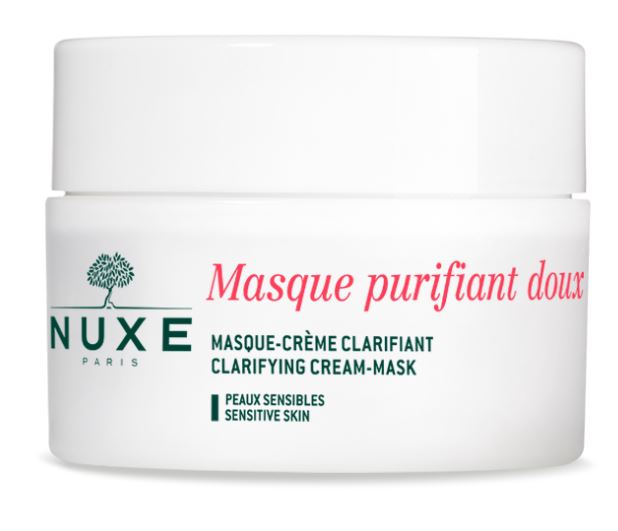 Masque purifiant doux
NUXE
PARIS
MASQUE-CRÈME CLARIFIANT
CLARIFYING CREAM-MASK
PEAUX SENSIBLES
SENSITIVE SKIN